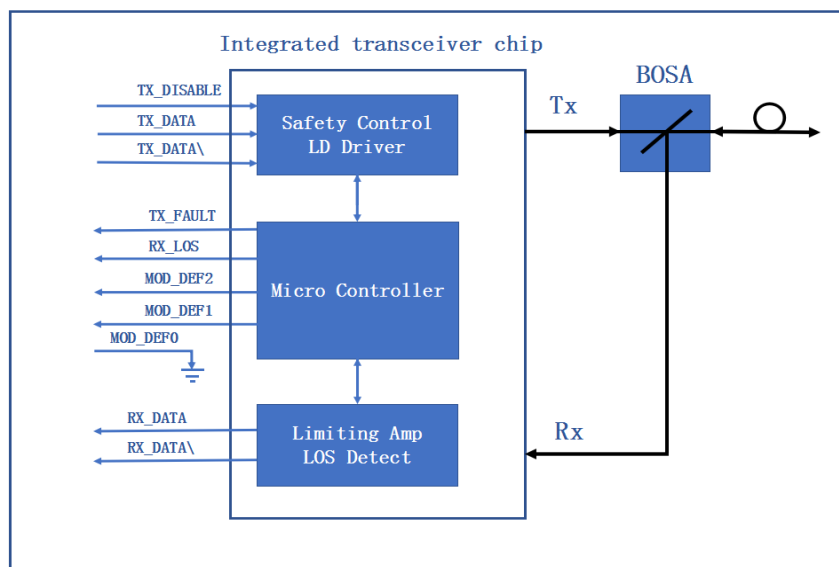 Integrated transceiver chip
BOSA
TX_DISABLE
TX_DATA
TX_DATA\
Safety Control
LD Driver
Tx
TX_FAULT
RX_LOS
MOD_DEF2
MOD_DEF1
MOD_DEF0
Micro Controller
RX_DATA
RX_DATA\
Limiting Amp
LOS Detect
Rx